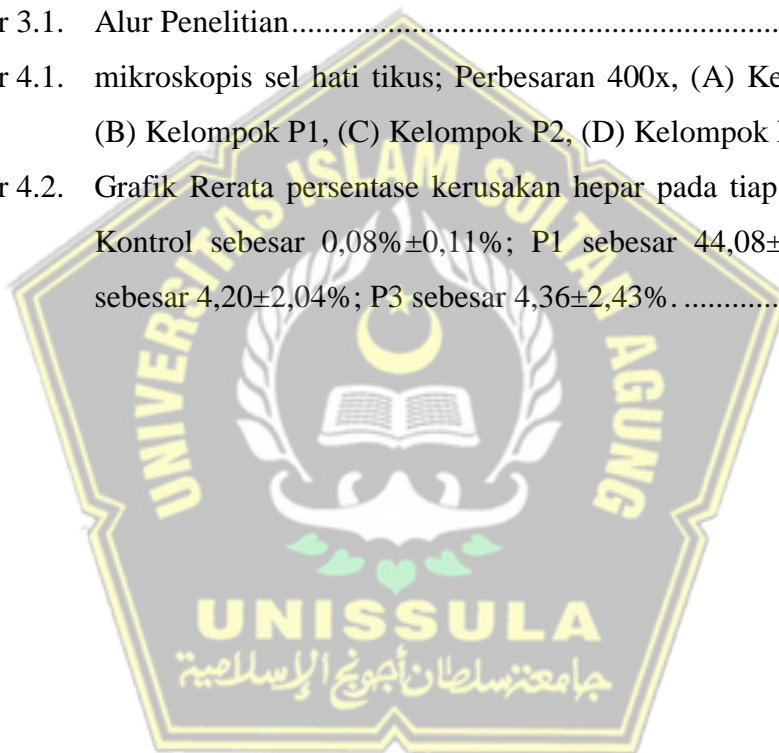 r 3.1. Alur Penelitian
r 4.1. mikroskopis sel hati tikus; Perbesaran 400x, (A) Ke
(B) Kelompok P1, (C) Kelompok P2, (D) Kelompok
r 4.2. Grafik Rerata persentase kerusakan hepar pada tiap
Kontrol sebesar 0,08%±0,11%; P1 sebesar 44,08±
sebesar 4,20±2,04%; P3 sebesar 4,36±2,43%.
UNIVERSITAS ISLAM SULTAN AGUNG
UNISSULA
جامعتنسلطان أجونج الإسلامية